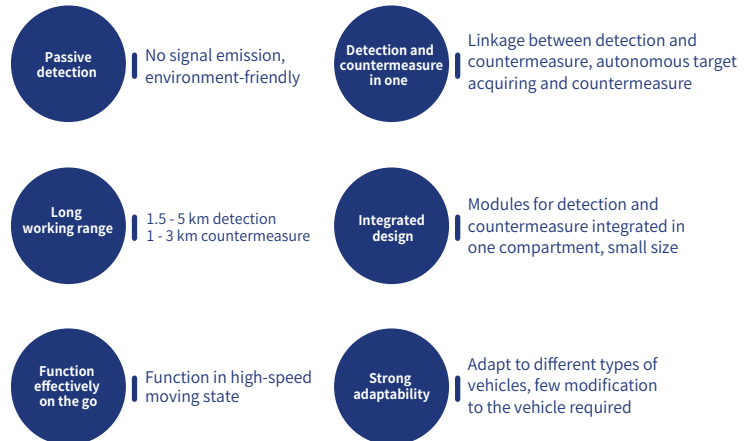 Passive
detection
No signal emission,
environment-friendly
Detection and
countermeasure
in one
Linkage between detection and
countermeasure, autonomous target
acquiring and countermeasure
Long
working range
1.5 - 5 km detection
1 - 3 km countermeasure
Integrated
design
Modules for detection and
countermeasure integrated in
one compartment, small size
Function
effectively
on the go
Function in high-speed
moving state
Strong
adaptability
Adapt to different types of
vehicles, few modification
to the vehicle required